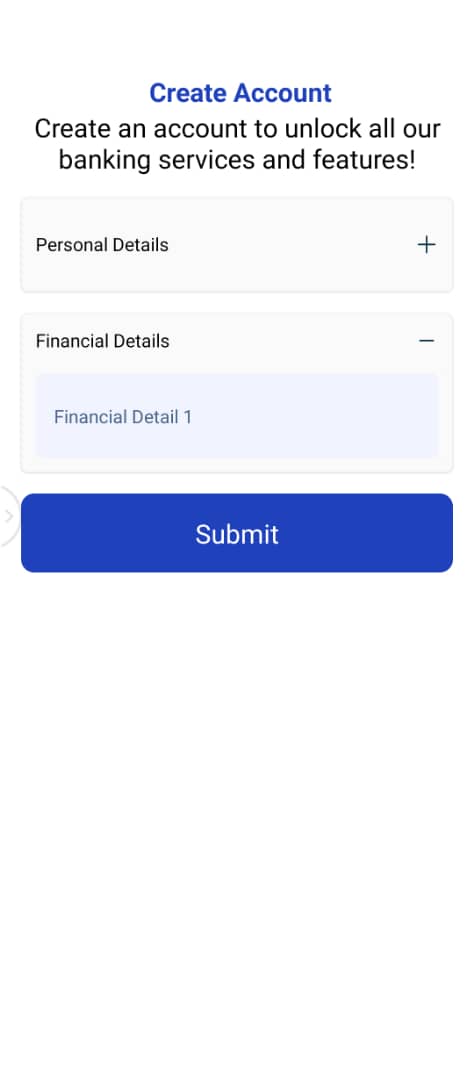 Create Account
Create an account to unlock all our
banking services and features!
Personal Details
Financial Details
Financial Detail 1
Submit